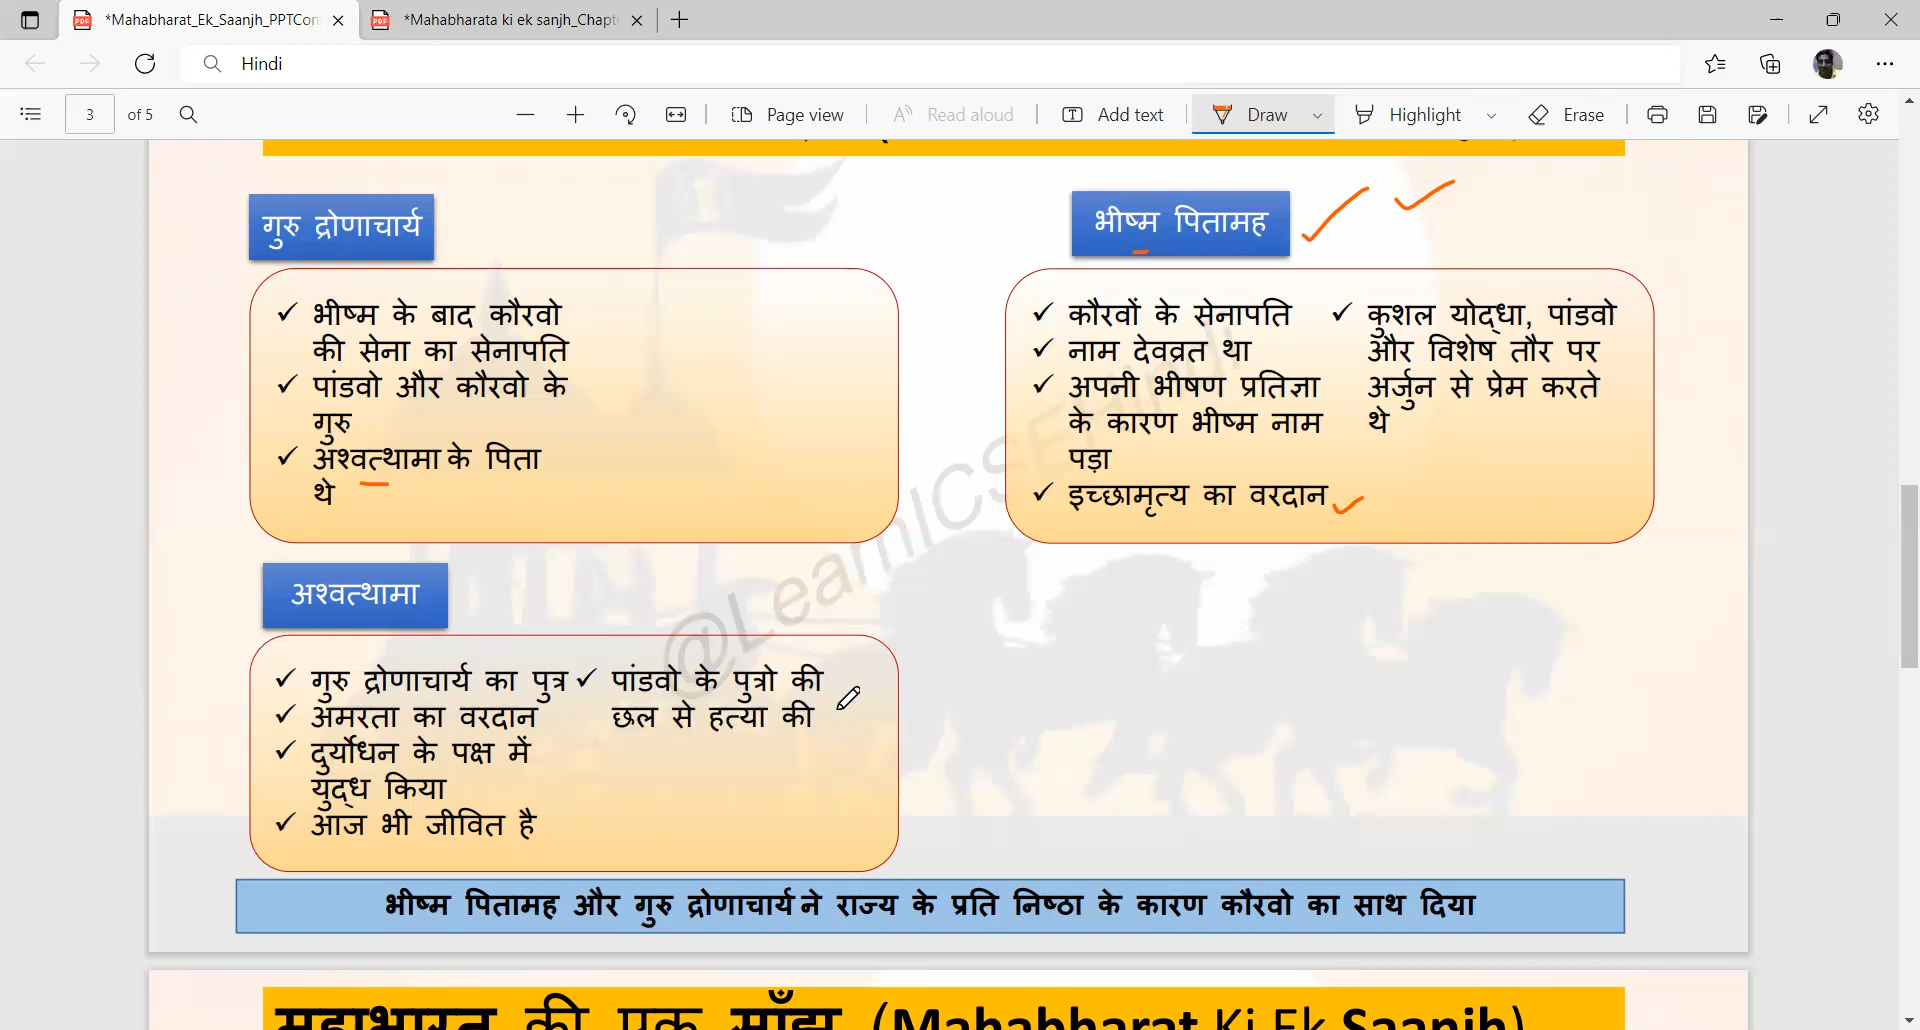 *Mahabharat_Ek_Saanjh_PPTCon
*Mahabharata ki ek sanjh_Chapt
Hindi
3 of 5
Page view
Read aloud
Add text
Draw
Highlight
Erase
गुरु द्रोणाचार्य
भीष्म के बाद कौरवो
की सेना का सेनापति
पांडवो और कौरवो के
गुरु
अश्वत्थामा के पिता
थे
भीष्म पितामह
कौरवों के सेनापति
नाम देवव्रत था
अपनी भीषण प्रतिज्ञा
के कारण भीष्म नाम
पड़ा
इच्छामृत्य का वरदान
कुशल योद्धा, पांडवो
और विशेष तौर पर
अर्जुन से प्रेम करते
थे
अश्वत्थामा
गुरु द्रोणाचार्य का पुत्र
अमरता का वरदान
दुर्योधन के पक्ष में
युद्ध किया
आज भी जीवित है
पांडवो के पुत्रो की
छल से हत्या की
@LearnICSEHindi
भीष्म पितामह और गुरु द्रोणाचार्य ने राज्य के प्रति निष्ठा के कारण कौरवो का साथ दिया
महाभारत की एक साँझ (Mahabharat Ki Ek Saanjh)